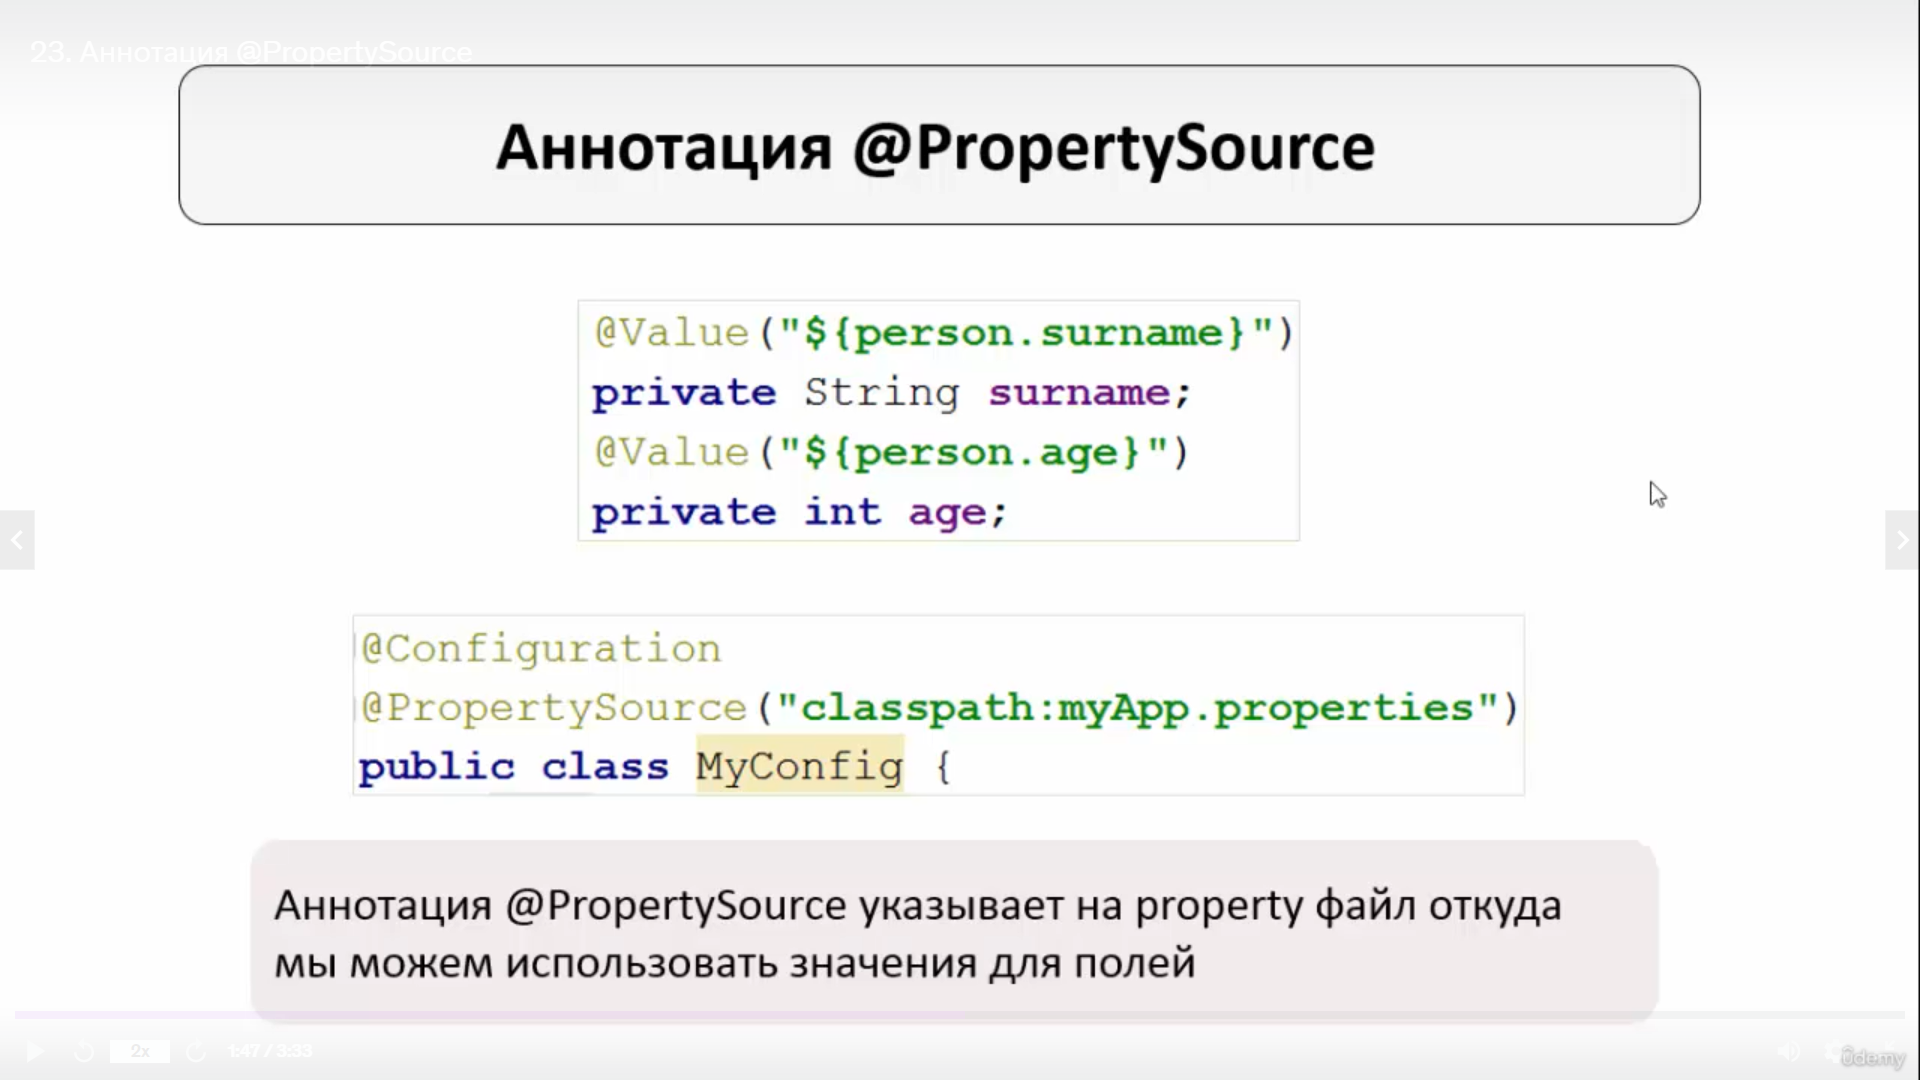 23. Аннотация @PropertySource
Аннотация @PropertySource
@Value("${person.surname}")
private String surname;
@Value("${person.age}")
private int age;
@Configuration
@PropertySource("classpath:myApp.properties")
public class MyConfig {
Аннотация @PropertySource указывает на property файл откуда
мы можем использовать значения для полей
2x
1:47 / 3:33
ûdemy